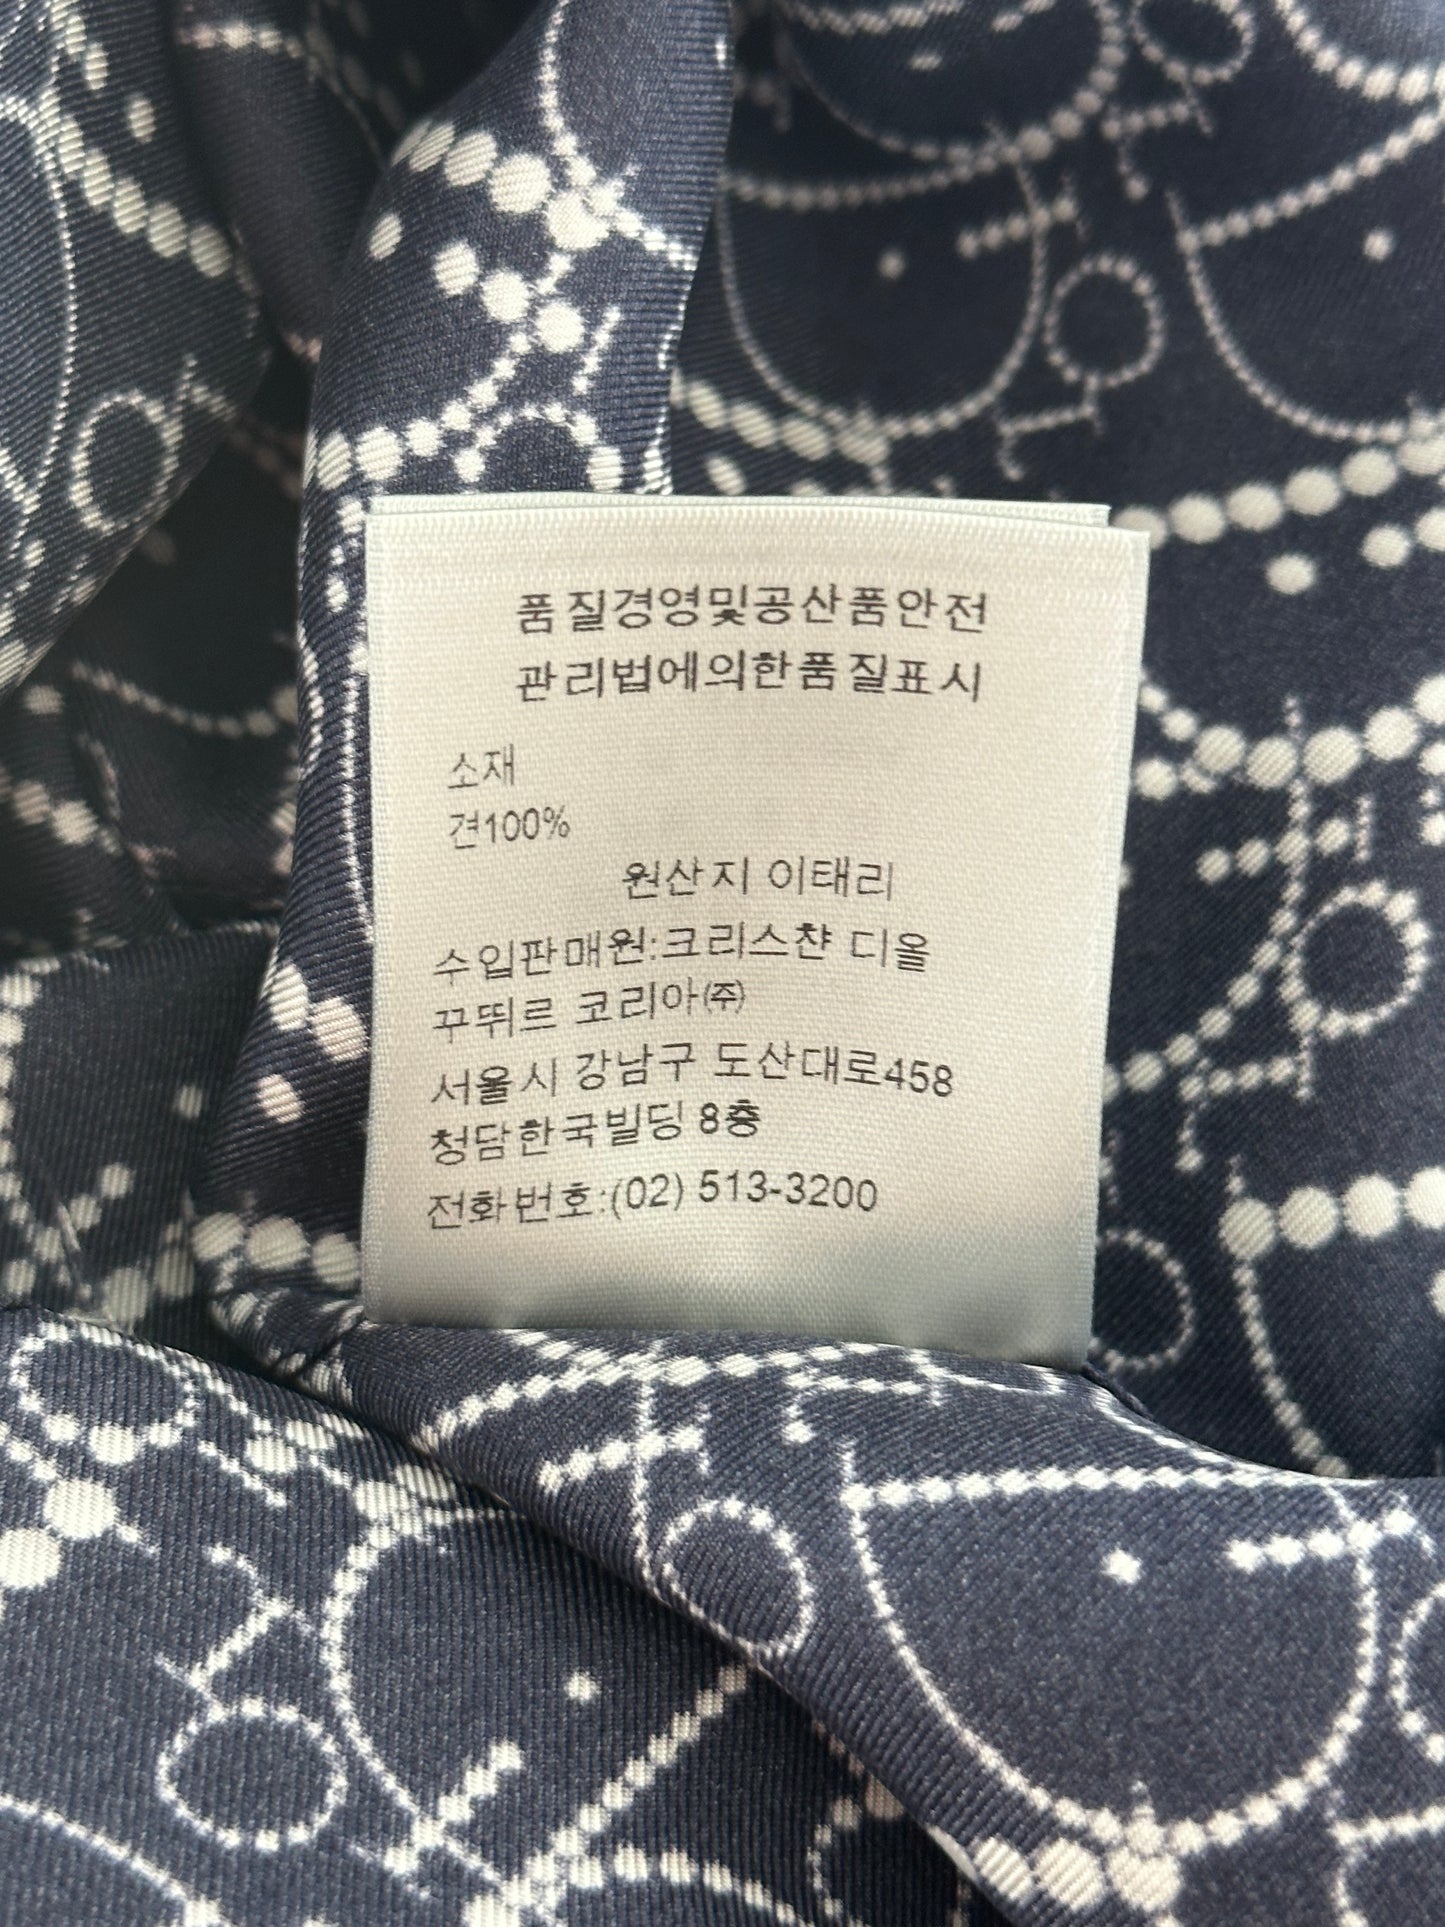 품질경영및공산품안전
관리법에의한품질표시
소재
견100%
원산지 이태리
수입판매원:크리스챤 디올
꾸뛰르 코리아㈜
서울시 강남구 도산대로458
청담한국빌딩 8층
전화번호:(02) 513-3200